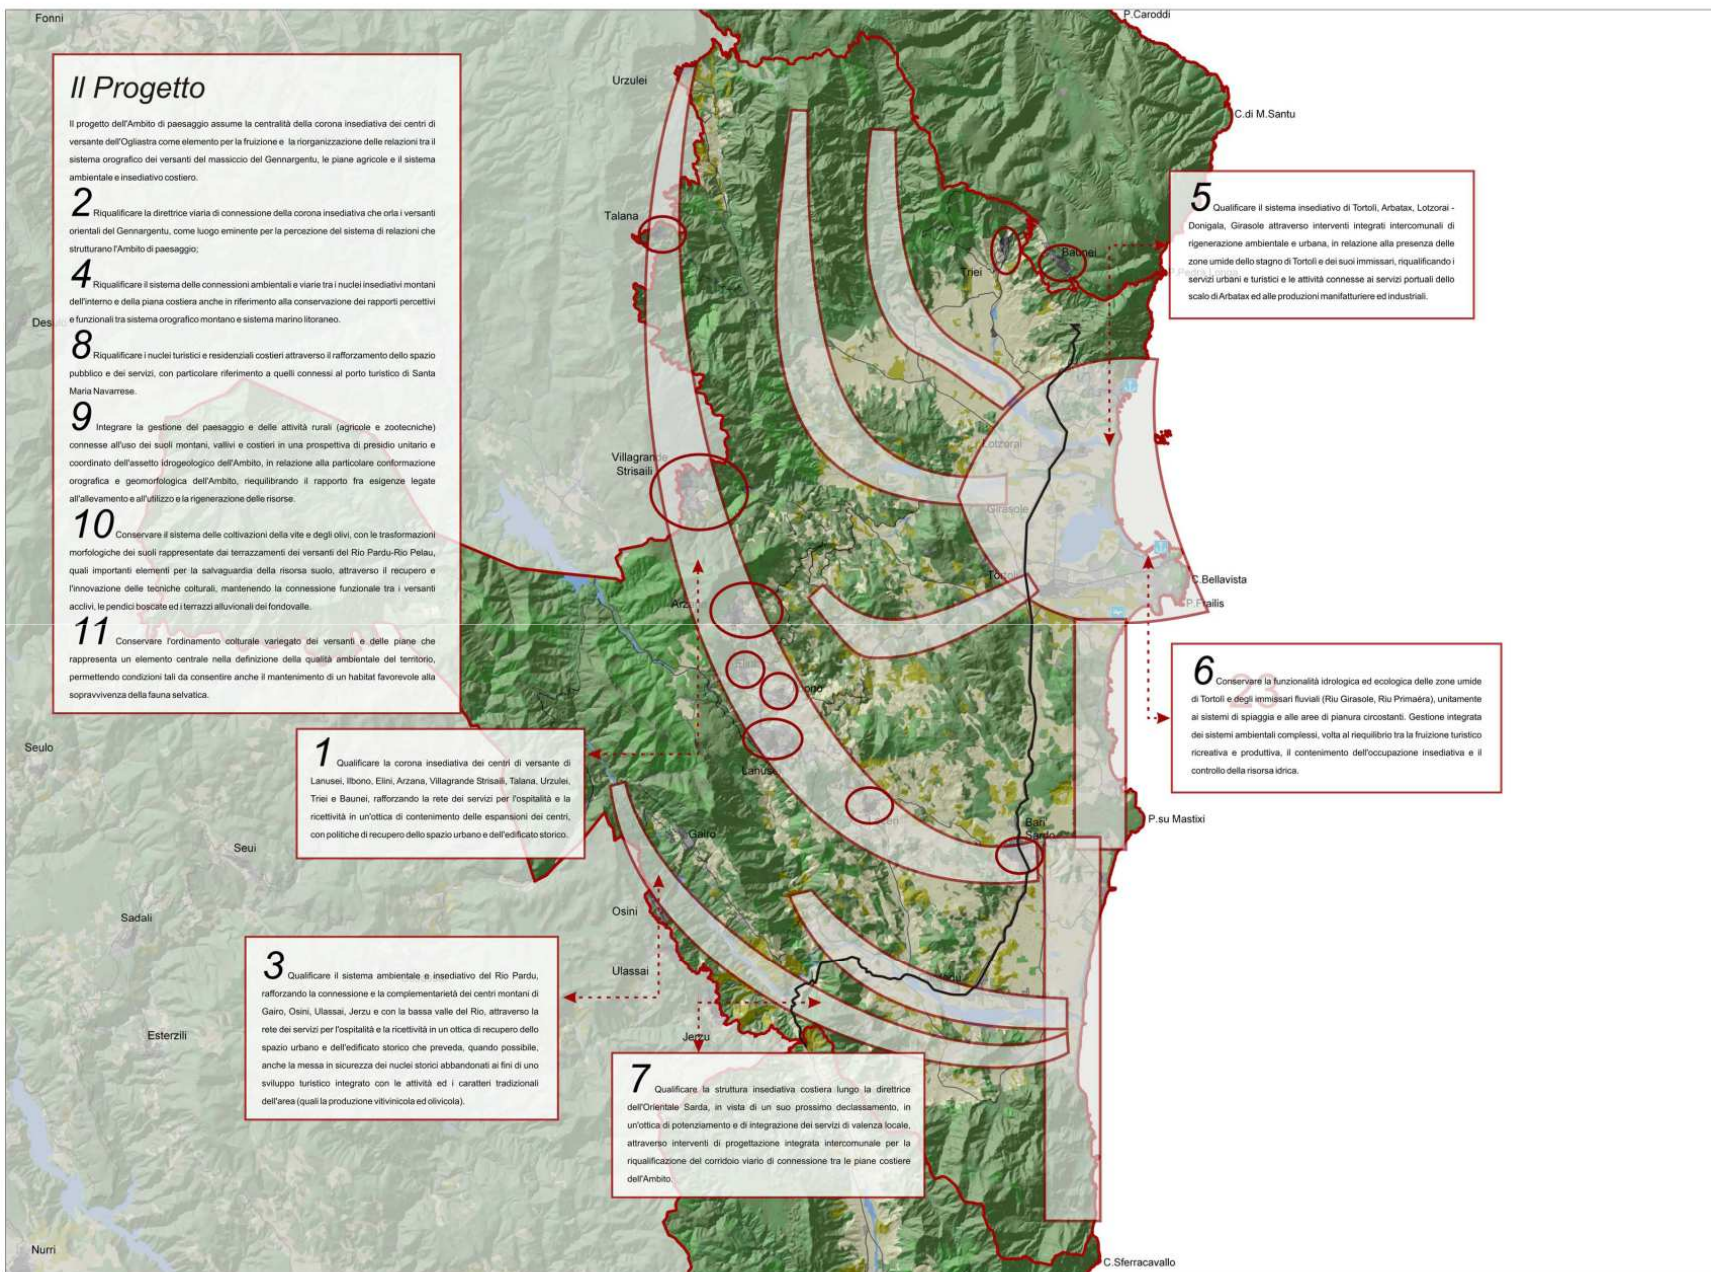 Fonni
P.Caroddi
Il Progetto
Il progetto dell'Ambito di paesaggio assume la centralità della corona insediativa dei centri di
versante dell'Ogliastra come elemento per la fruizione e la riorganizzazione delle relazioni tra il
sistema orografico dei versanti del massiccio del Gennargentu, le piane agricole e il sistema
ambientale e insediativo costiero.
2 Riqualificare la direttrice viaria di connessione della corona insediativa che orla i versanti
orientali del Gennargentu, come luogo eminente per la percezione del sistema di relazioni che
strutturano l'Ambito di paesaggio;
4 Riqualificare il sistema delle connessioni ambientali e viarie tra i nuclei insediativi montani
dell'interno e della piana costiera anche in riferimento alla conservazione dei rapporti percettivi
e funzionali tra sistema orografico montano e sistema marino litoraneo.
8 Riqualificare i nuclei turistici e residenziali costieri attraverso il rafforzamento dello spazio
pubblico e dei servizi, con particolare riferimento a quelli connessi al porto turistico di Santa
Maria Navarrese.
9 Integrare la gestione del paesaggio e delle attività rurali (agricole e zootecniche)
connesse all'uso dei suoli montani, vallivi e costieri in una prospettiva di presidio unitario e
coordinato dell'assetto idrogeologico dell'Ambito, in relazione alla particolare conformazione
orografica e geomorfologica dell'Ambito, riequilibrando il rapporto fra esigenze legate
all'allevamento e all'utilizzo e la rigenerazione delle risorse.
10 Conservare il sistema delle coltivazioni della vite e degli olivi, con le trasformazioni
morfologiche dei suoli rappresentate dai terrazzamenti dei versanti del Rio Pardu-Rio Pelau,
quali importanti elementi per la salvaguardia della risorsa suolo, attraverso il recupero e
l'innovazione delle tecniche colturali, mantenendo la connessione funzionale tra i versanti
acclivi, le pendici boscate ed i terrazzi alluvionali dei fondovalle.
11 Conservare l'ordinamento colturale variegato dei versanti e delle piane che
rappresenta un elemento centrale nella definizione della qualità ambientale del territorio,
permettendo condizioni tali da consentire anche il mantenimento di un habitat favorevole alla
sopravvivenza della fauna selvatica.
Urzulei
C.di M.Santu
Talana
Triei
Baunei
P.Pedra Longa
5 Qualificare il sistema insediativo di Tortolì, Arbatax, Lotzorai -
Donigala, Girasole attraverso interventi integrati intercomunali di
rigenerazione ambientale e urbana, in relazione alla presenza delle
zone umide dello stagno di Tortolì e dei suoi immissari, riqualificando i
servizi urbani e turistici e le attività connesse ai servizi portuali dello
scalo di Arbatax ed alle produzioni manifatturiere ed industriali.
Villagrande
Strisaili
Lotzorai
Girasole
C.Bellavista
P.Frailis
6 Conservare la funzionalità idrologica ed ecologica delle zone umide
di Tortolì e degli immissari fluviali (Riu Girasole, Riu Primaéra), unitamente
ai sistemi di spiaggia e alle aree di pianura circostanti. Gestione integrata
dei sistemi ambientali complessi, volta al riequilibrio tra la fruizione turistico
ricreativa e produttiva, il contenimento dell'occupazione insediativa e il
controllo della risorsa idrica.
23
Seulo
1 Qualificare la corona insediativa dei centri di versante di
Lanusei, Ilbono, Elini, Arzana, Villagrande Strisaili, Talana, Urzulei,
Triei e Baunei, rafforzando la rete dei servizi per l'ospitalità e la
ricettività in un'ottica di contenimento delle espansioni dei centri,
con politiche di recupero dello spazio urbano e dell'edificato storico.
Lanusei
Gairo
Bari
Sardo
P.su Mastixi
Seui
Sadali
Osini
Ulassai
3 Qualificare il sistema ambientale e insediativo del Rio Pardu,
rafforzando la connessione e la complementarietà dei centri montani di
Gairo, Osini, Ulassai, Jerzu e con la bassa valle del Rio, attraverso la
rete dei servizi per l'ospitalità e la ricettività in un ottica di recupero dello
spazio urbano e dell'edificato storico che preveda, quando possibile,
anche la messa in sicurezza dei nuclei storici abbandonati ai fini di uno
sviluppo turistico integrato con le attività ed i caratteri tradizionali
dell'area (quali la produzione vitivinicola ed olivicola).
Esterzili
Jerzu
7 Qualificare la struttura insediativa costiera lungo la direttrice
dell'Orientale Sarda, in vista di un suo prossimo declassamento, in
un'ottica di potenziamento e di integrazione dei servizi di valenza locale,
attraverso interventi di progettazione integrata intercomunale per la
riqualificazione del corridoio viario di connessione tra le piane costiere
dell'Ambito.
Nurri
C.Sferracavallo